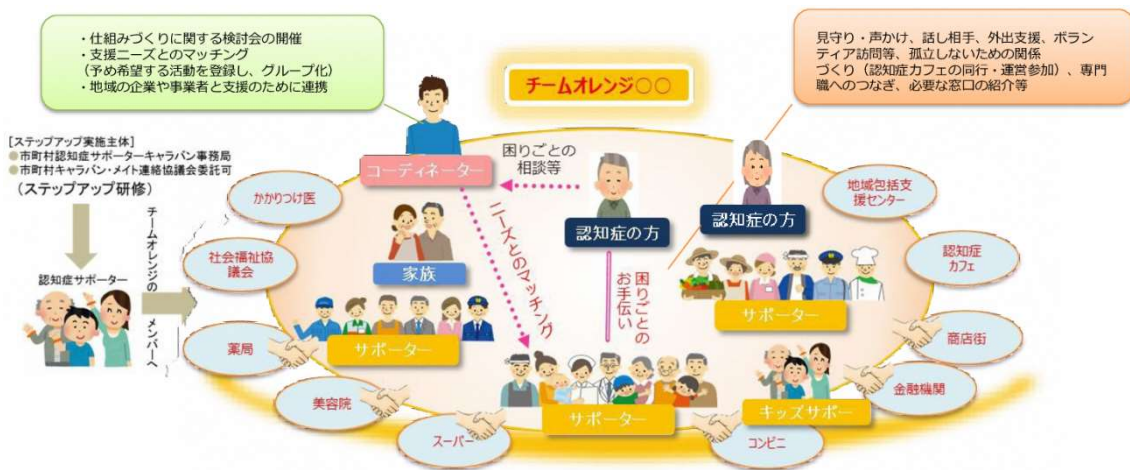 ・仕組みづくりに関する検討会の開催
・支援ニーズとのマッチング
（予め希望する活動を登録し、グループ化）
・地域の企業や事業者と支援のために連携
チームオレンジ○○
見守り・声かけ、話し相手、外出支援、ボラン
ティア訪問等、孤立しないための関係
づくり（認知症カフェの同行・運営参加）、専門
職へのつなぎ、必要な窓口の紹介等
[ステップアップ実施主体]
●市町村認知症サポーターキャラバン事務局
●市町村キャラバン・メイト連絡協議会委託可
（ステップアップ研修）
認知症サポーター
チームオレンジの
メンバーへ
コーディネーター
困りごとの
相談等
認知症の方
認知症の方
家族
ニーズとのマッチング
困りごとの
お手伝い
サポーター
サポーター
サポーター
キッズサポー
かかりつけ医
社会福祉協
議会
薬局
美容院
スーパー
コンビニ
金融機関
商店街
認知症
カフェ
地域包括支
援センター